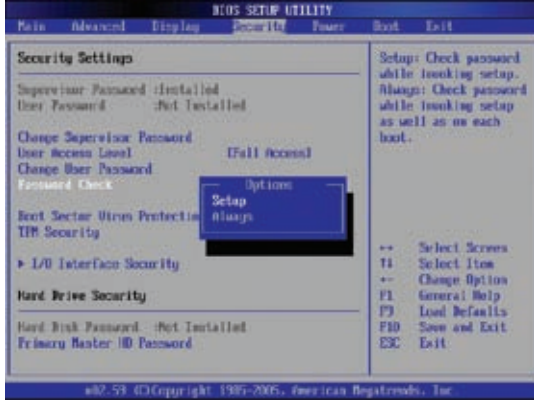 BIOS SETUP UTILITY
Main Advanced Display Security Power Boot Exit
Security Settings
Supervisor Password :Installed
User Password :Not Installed
Change Supervisor Password
User Access Level [Full Access]
Change User Password
Password Check
Boot Sector Virus Protectio
TPM Security
I/O Interface Security
Hard Drive Security
Hard Disk Password :Not Installed
Primary Master HD Password
Options
Setup
Always
Setup: Check password
while invoking setup.
Always: Check password
while invoking setup
as well as on each
boot.
↔ Select Screen
↑↓ Select Item
+- Change Option
F1 General Help
F9 Load Defaults
F10 Save and Exit
ESC Exit
v02.59 (C)Copyright 1985-2005, American Megatrends, Inc.